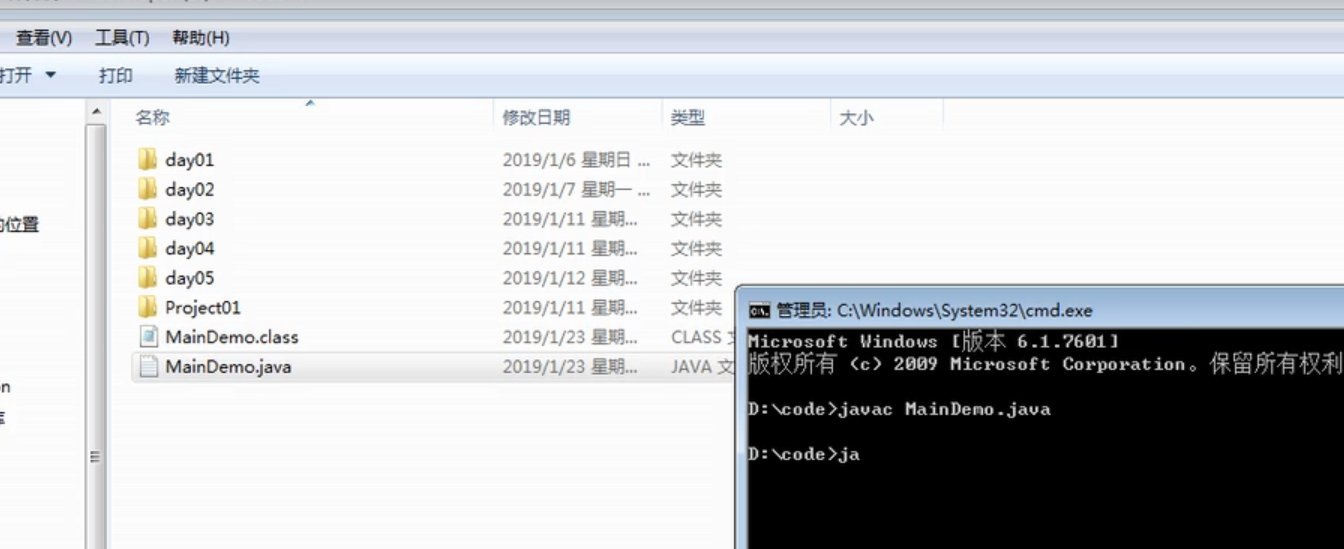 查看(V) 工具(T) 帮助(H)
打开 打印 新建文件夹
名称 修改日期 类型 大小
day01 2019/1/6 星期日 ... 文件夹
day02 2019/1/7 星期一 ... 文件夹
day03 2019/1/11 星期... 文件夹
的位置
day04 2019/1/11 星期... 文件夹
day05 2019/1/12 星期... 文件夹
Project01 2019/1/11 星期... 文件夹
MainDemo.class 2019/1/23 星期... CLASS 文
MainDemo.java 2019/1/23 星期... JAVA 文
管理员: C:\Windows\System32\cmd.exe
Microsoft Windows [版本 6.1.7601]
版权所有 (c) 2009 Microsoft Corporation。保留所有权利
D:\code>javac MainDemo.java
D:\code>ja